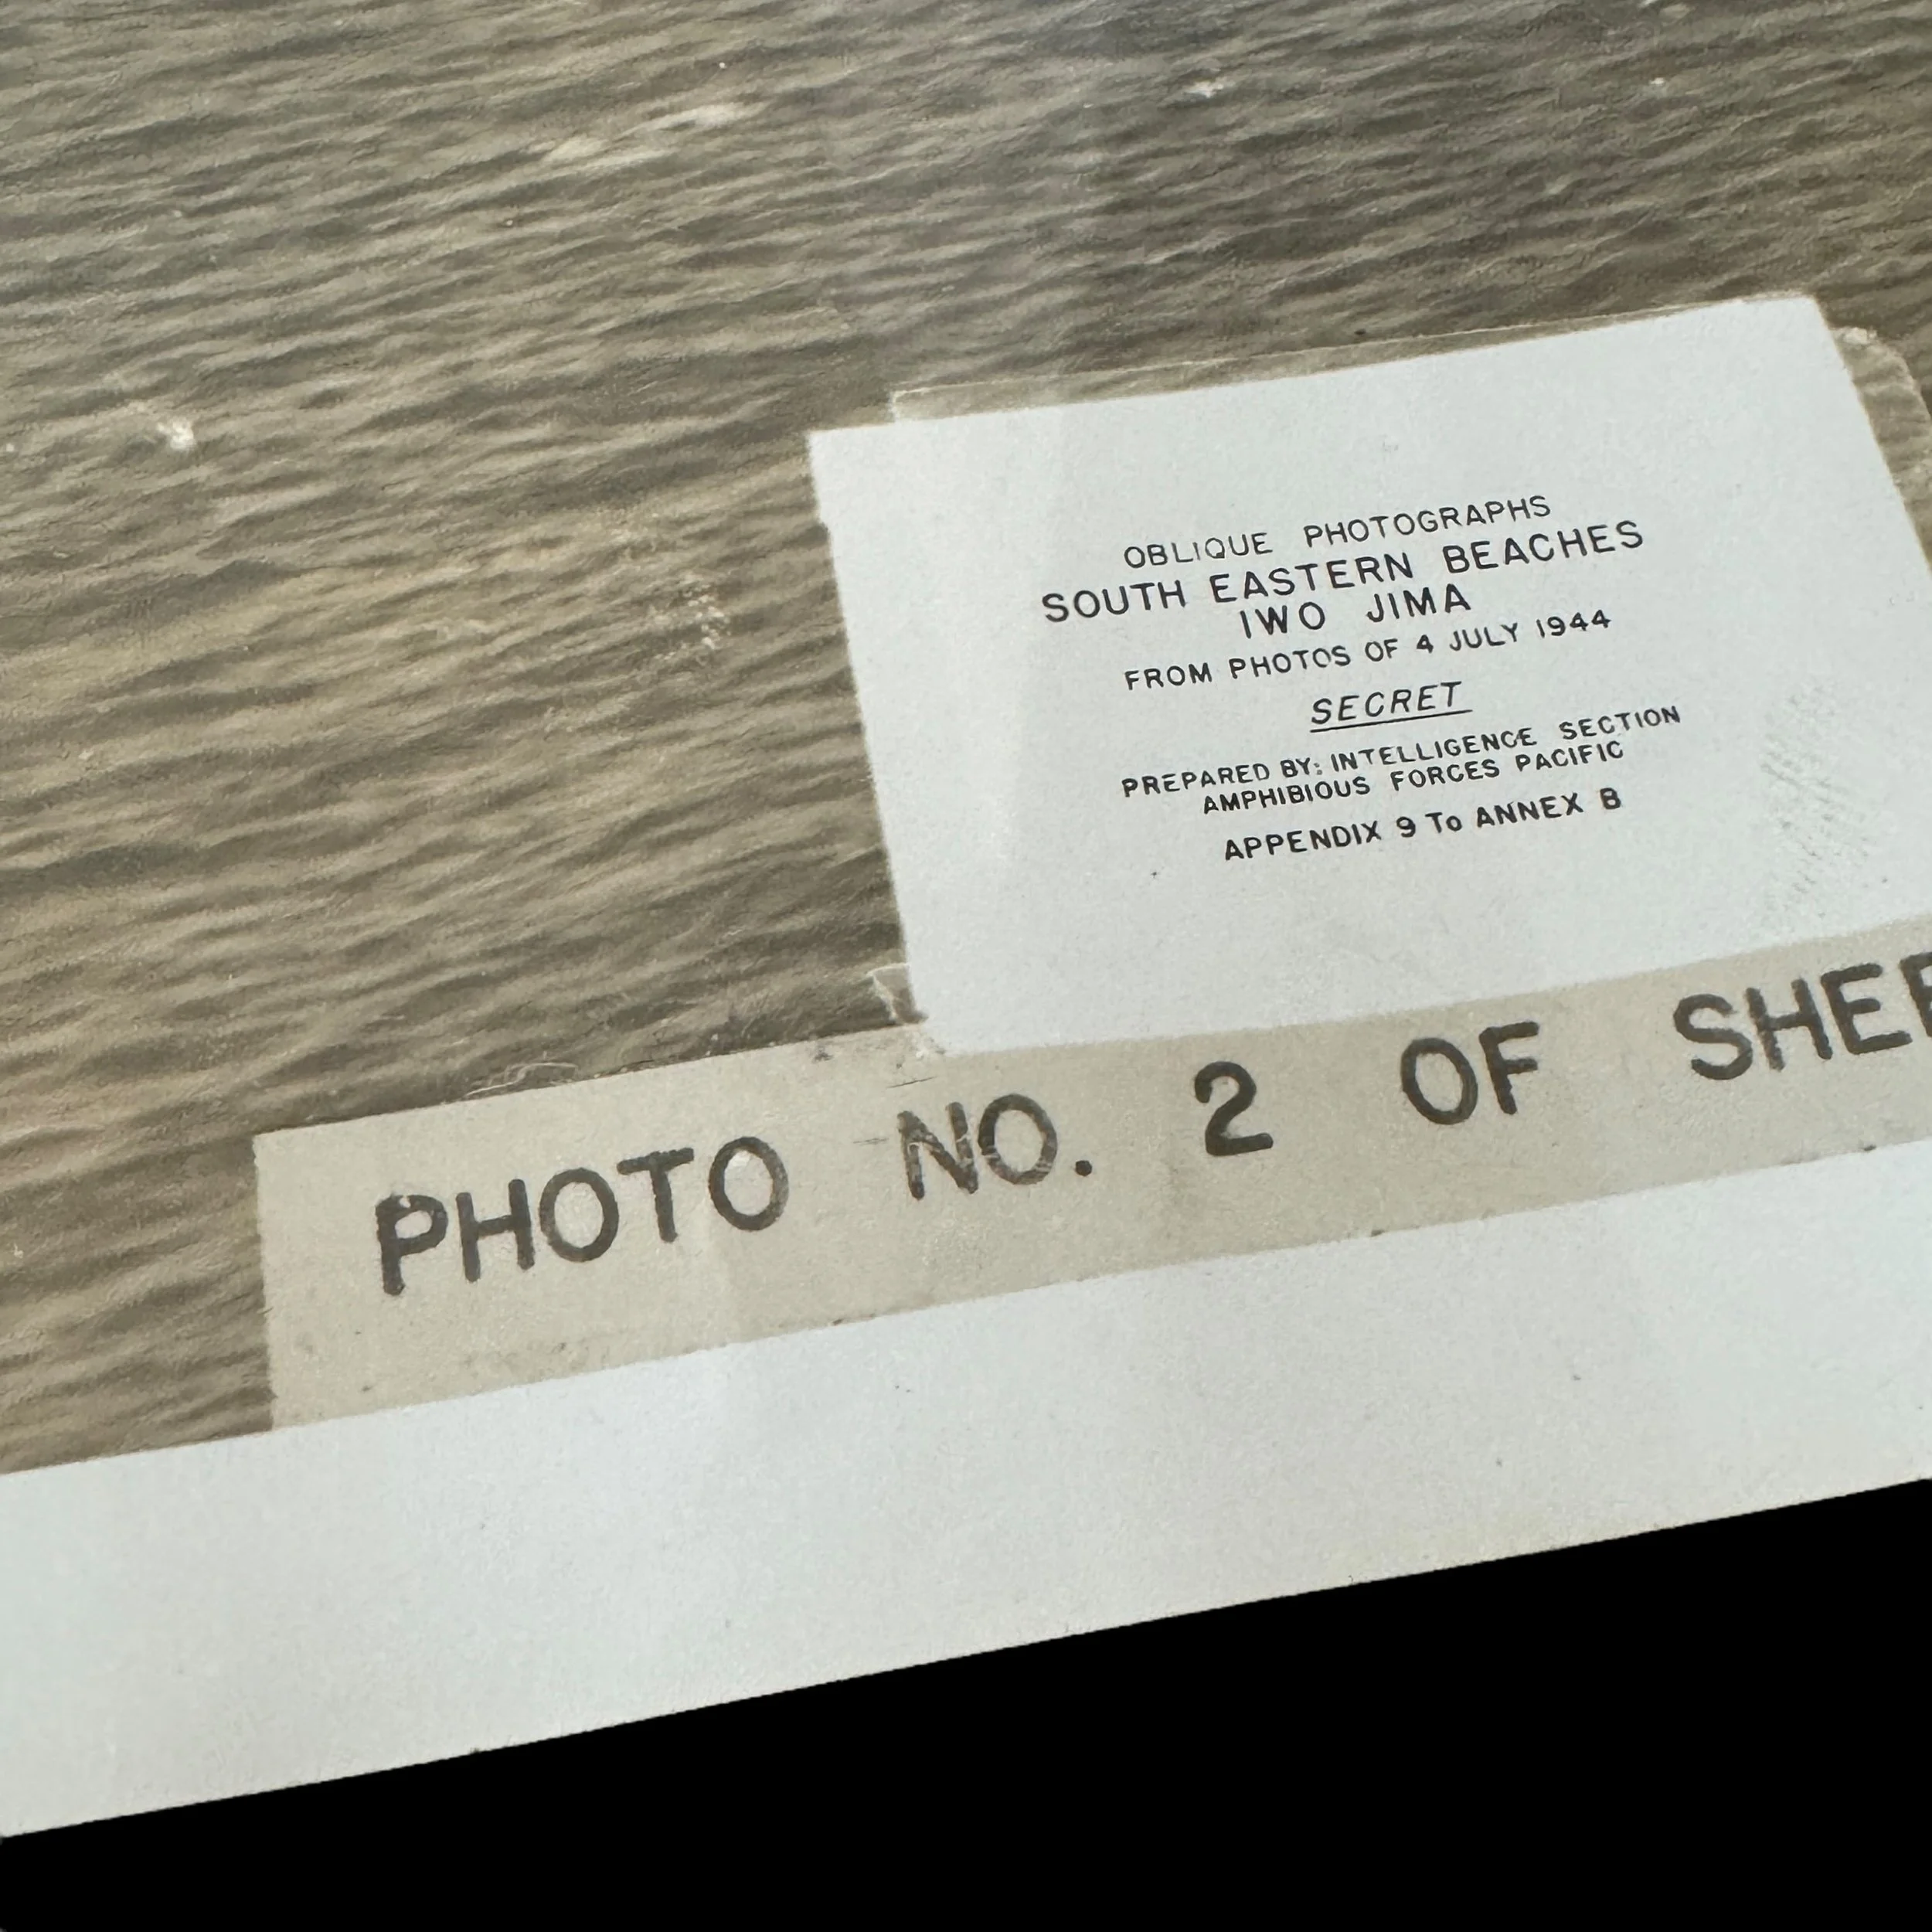 OBLIQUE PHOTOGRAPHS
SOUTH EASTERN BEACHES
IWO JIMA
FROM PHOTOS OF 4 JULY 1944
SECRET
PREPARED BY: INTELLIGENCE SECTION
AMPHIBIOUS FORCES PACIFIC
APPENDIX 9 To ANNEX B
PHOTO NO. 2 OF